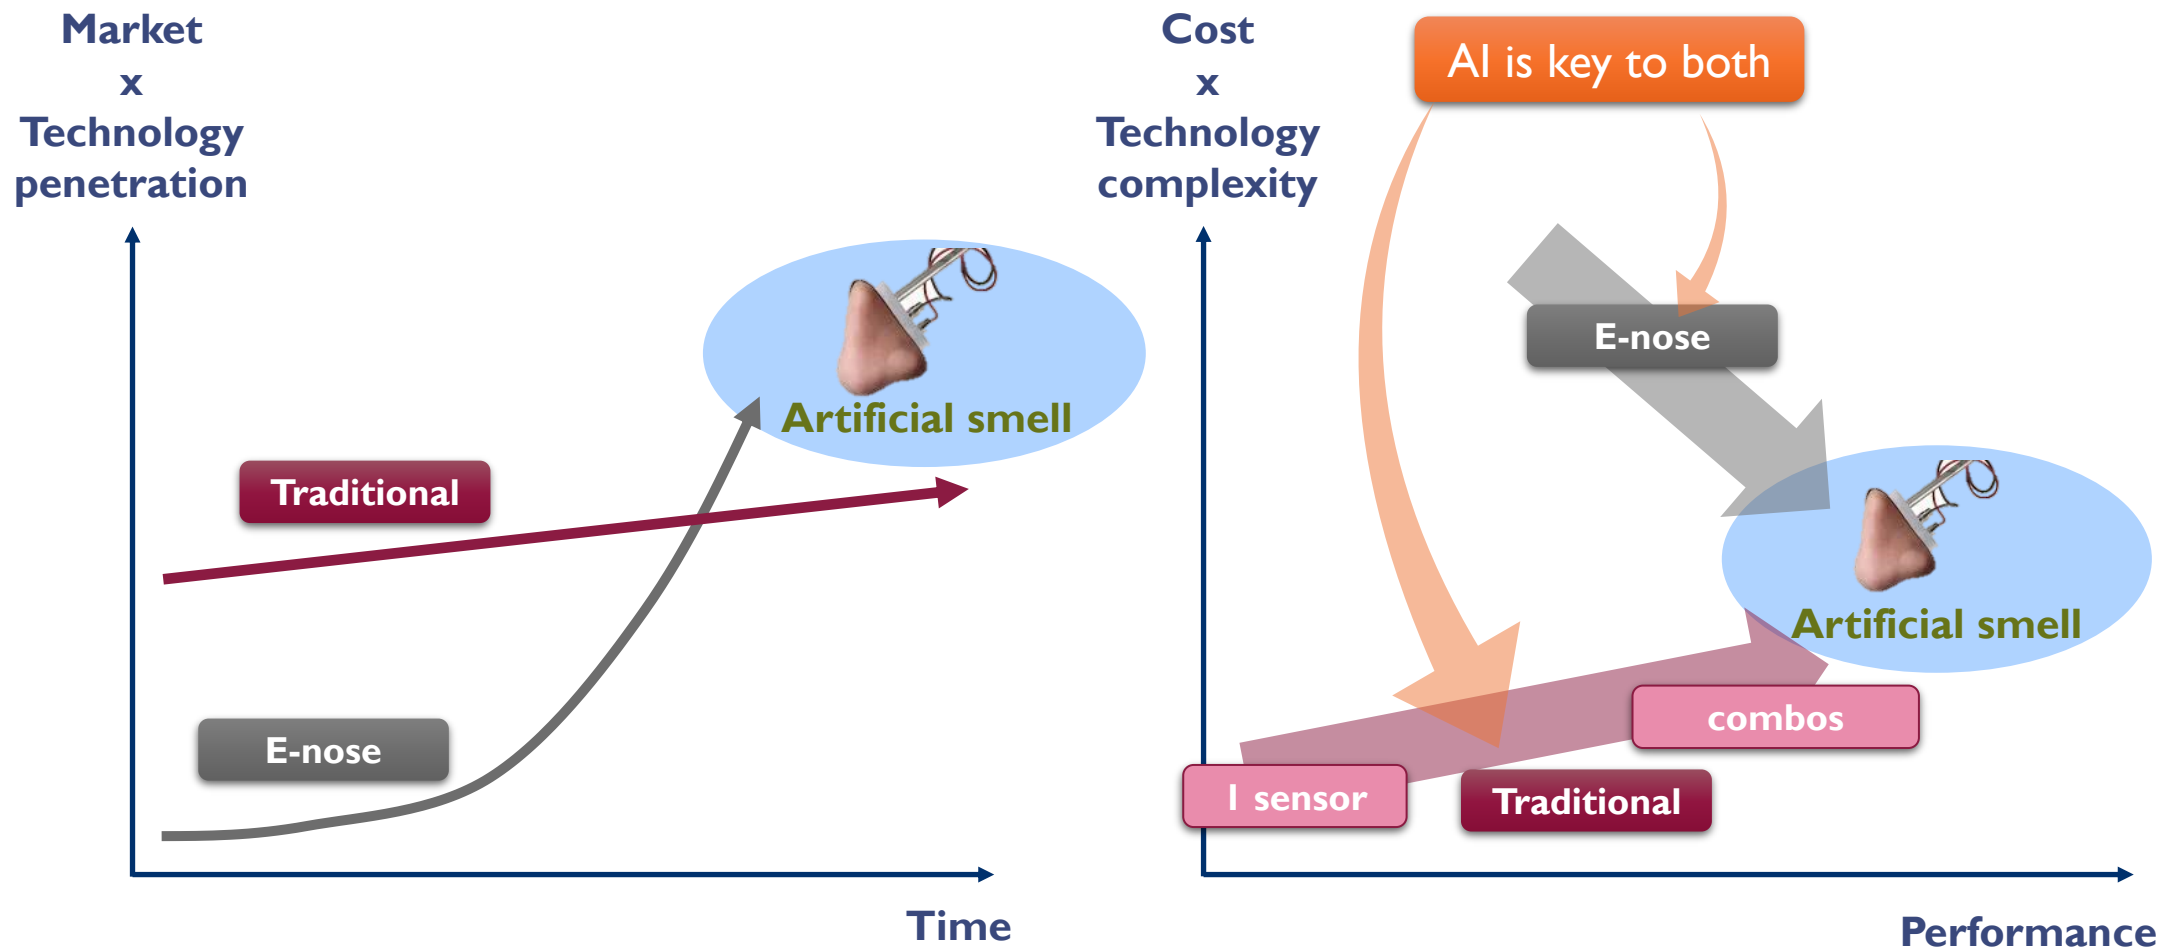 Market
x
Technology
penetration
Artificial smell
Traditional
E-nose
Time
Cost
x
Technology
complexity
AI is key to both
E-nose
Artificial smell
combos
1 sensor
Traditional
Performance